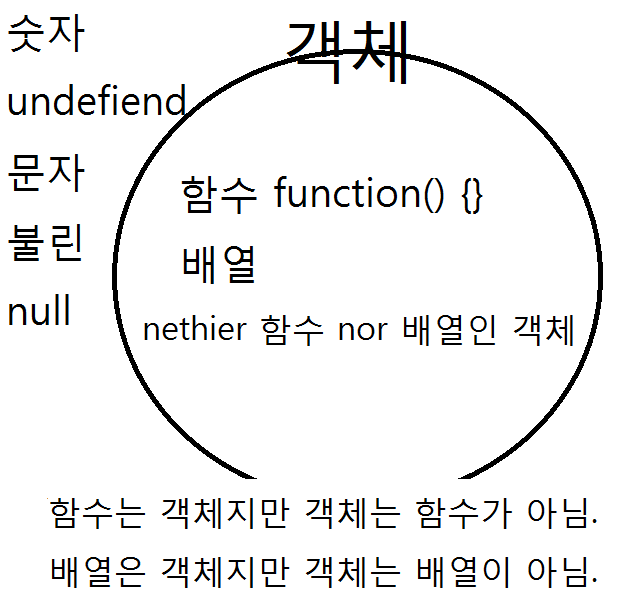 객체
숫자
undefiend
문자
불린
null
함수 function() {}
배열
nethier 함수 nor 배열인 객체
함수는 객체지만 객체는 함수가 아님.
배열은 객체지만 객체는 배열이 아님.